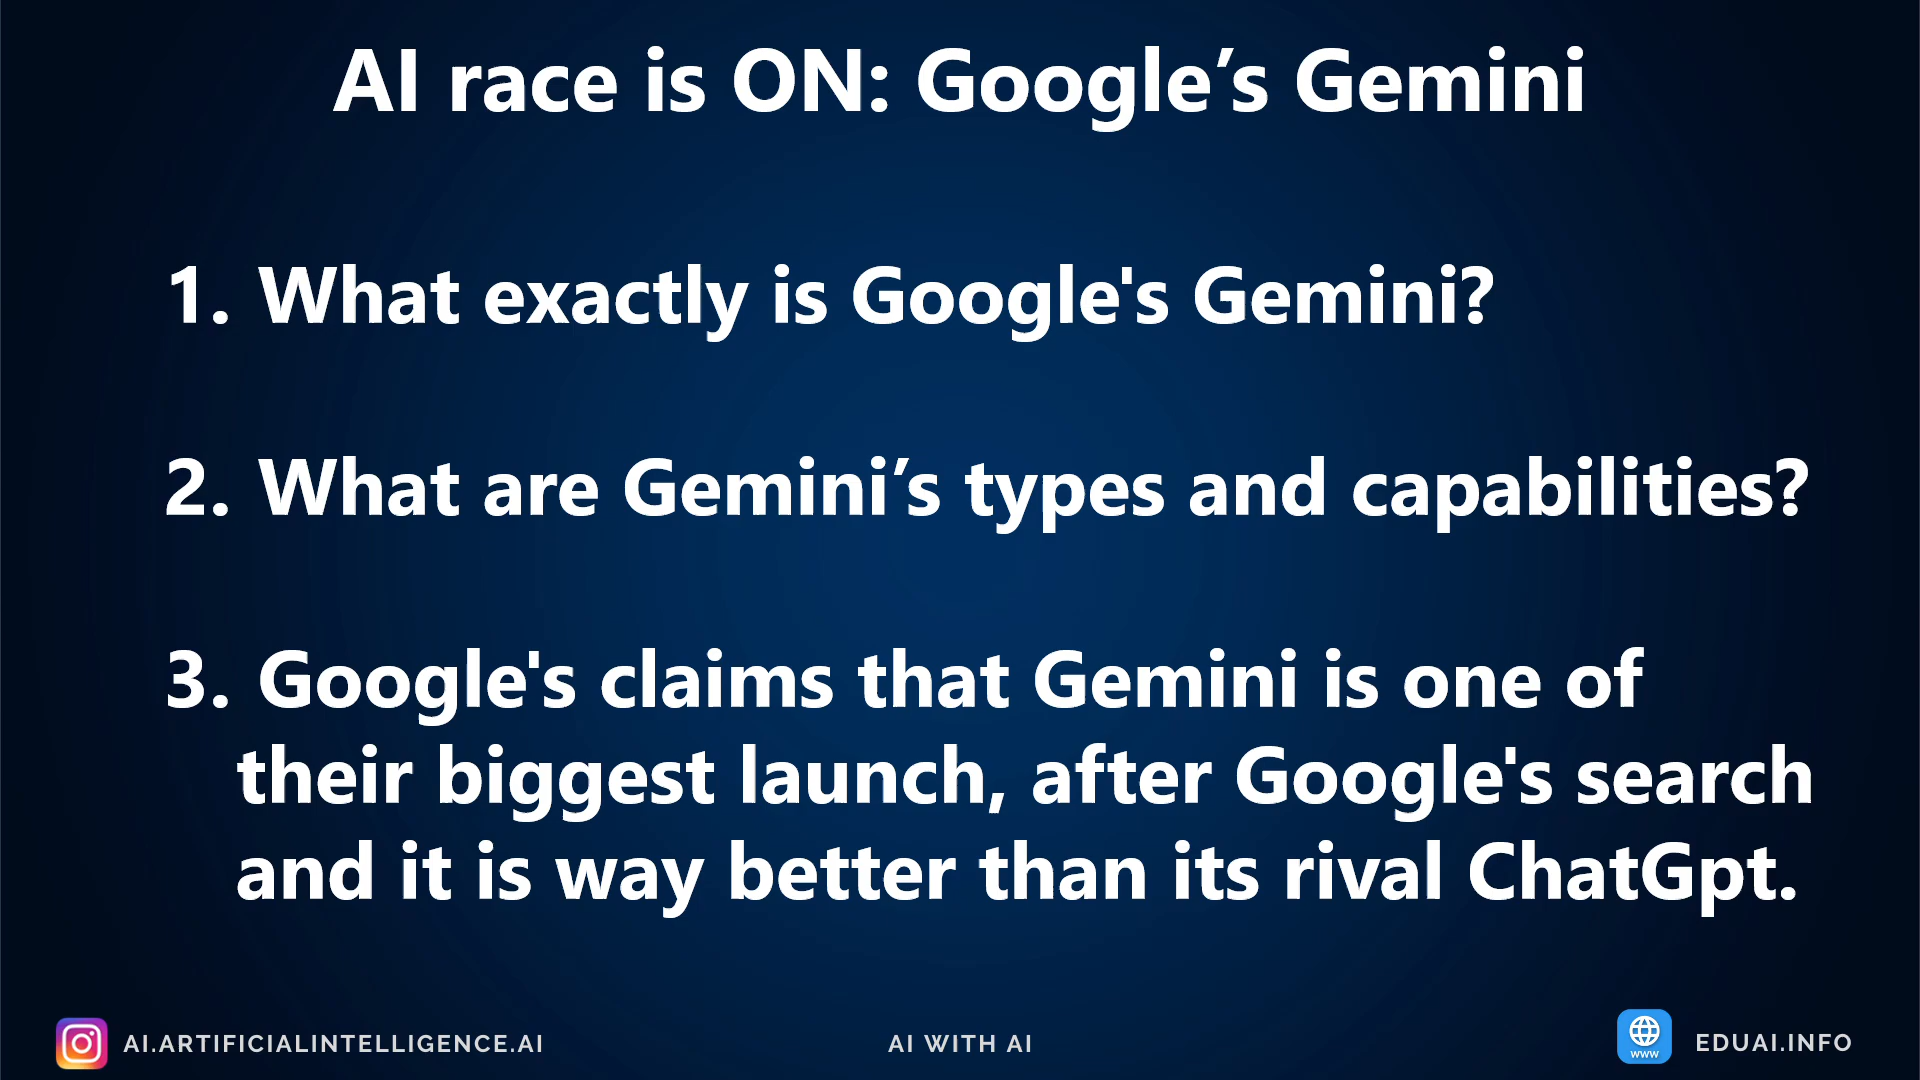 AI race is ON: Google’s Gemini
1. What exactly is Google's Gemini?
2. What are Gemini’s types and capabilities?
3. Google's claims that Gemini is one of
their biggest launch, after Google's search
and it is way better than its rival ChatGpt.
AI.ARTIFICIALINTELLIGENCE.AI
AI WITH AI
www
EDUAI.INFO